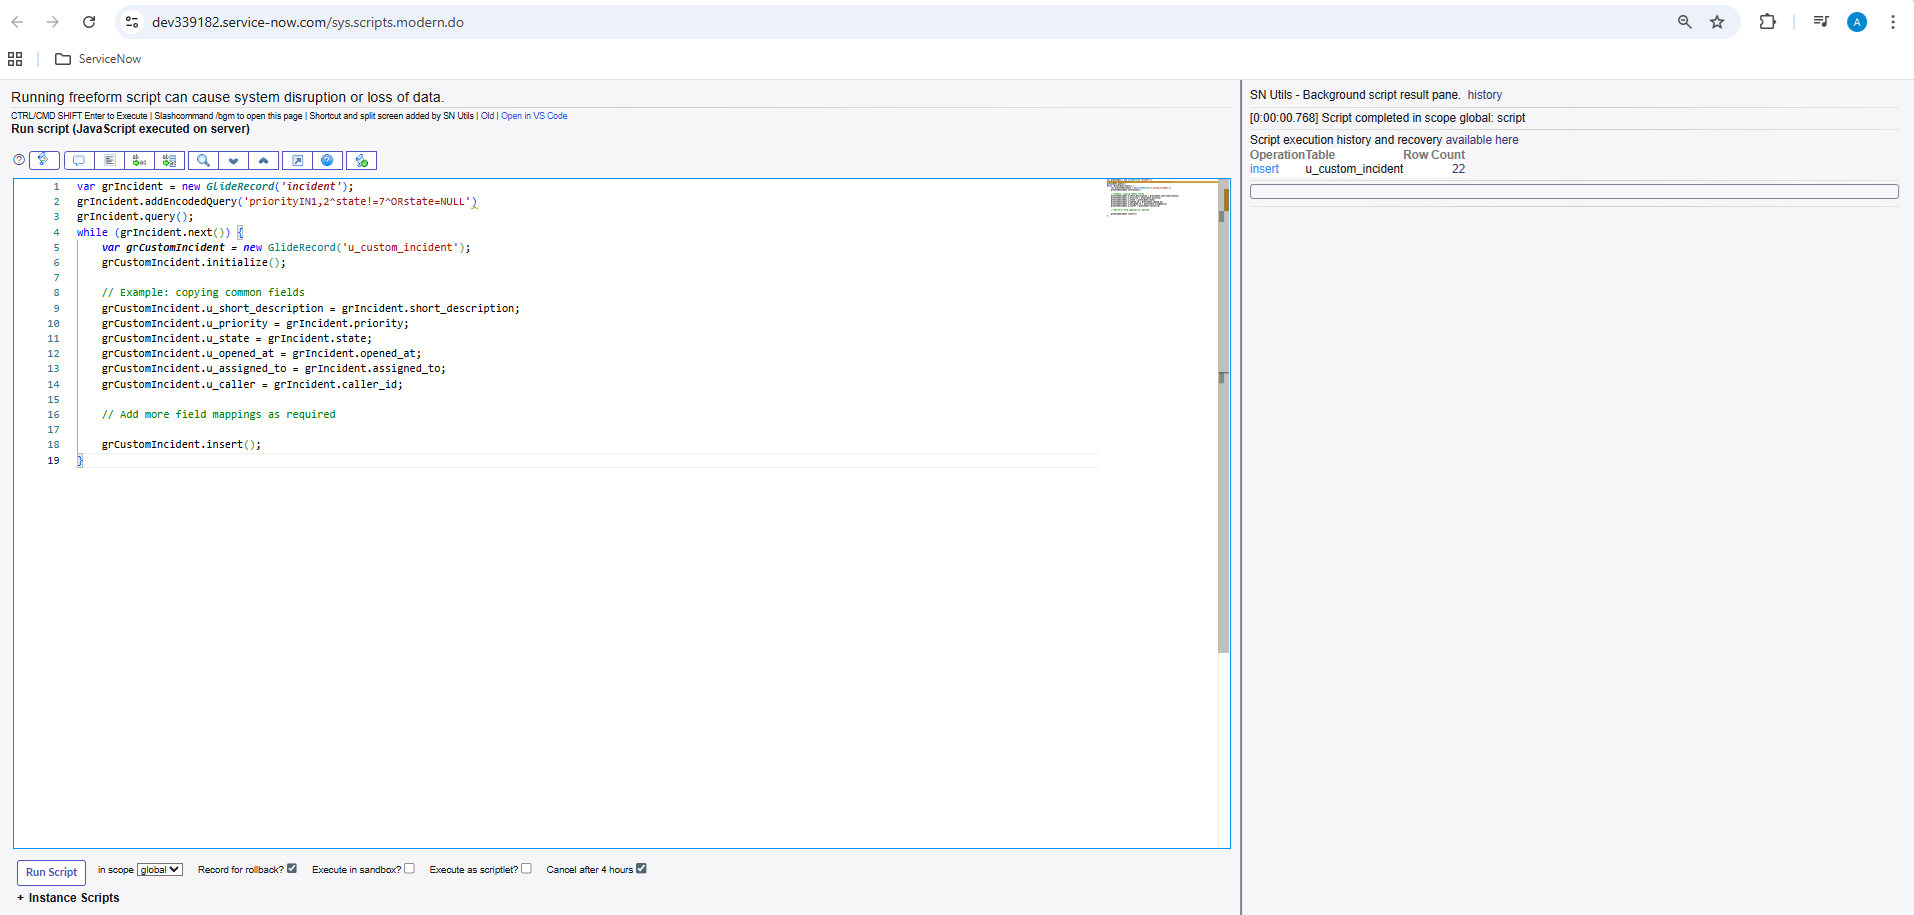 dev339182.service-now.com/sys.scripts.modern.do
A
ServiceNow
Running freeform script can cause system disruption or loss of data.
CTRL/CMD SHIFT Enter to Execute | Slashcommand /bgm to open this page | Shortcut and split screen added by SN Utils | Old | Open in VS Code
Run script (JavaScript executed on server)
1 var grIncident = new GlideRecord('incident');
2 grIncident.addEncodedQuery('priorityIN1,2^state!=7^ORstate=NULL')
3 grIncident.query();
4 while (grIncident.next()) {
5 var grCustomIncident = new GlideRecord('u_custom_incident');
6 grCustomIncident.initialize();
7
8 // Example: copying common fields
9 grCustomIncident.u_short_description = grIncident.short_description;
10 grCustomIncident.u_priority = grIncident.priority;
11 grCustomIncident.u_state = grIncident.state;
12 grCustomIncident.u_opened_at = grIncident.opened_at;
13 grCustomIncident.u_assigned_to = grIncident.assigned_to;
14 grCustomIncident.u_caller = grIncident.caller_id;
15
16 // Add more field mappings as required
17
18 grCustomIncident.insert();
19 }
Run Script in scope global Record for rollback? Execute in sandbox? Execute as scriptlet? Cancel after 4 hours
+ Instance Scripts
SN Utils - Background script result pane. history
[0:00:00.768] Script completed in scope global: script
Script execution history and recovery available here
Operation Table Row Count
insert u_custom_incident 22